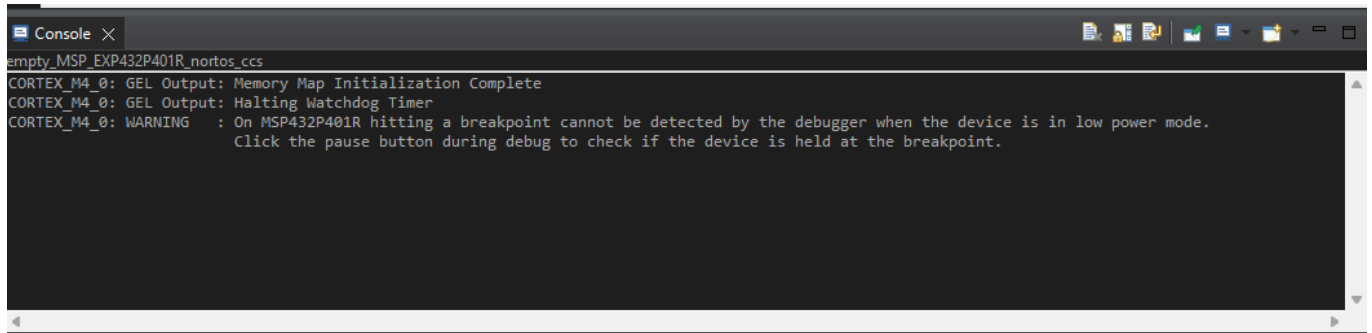 Console
empty_MSP_EXP432P401R_nortos_ccs
CORTEX_M4_0: GEL Output: Memory Map Initialization Complete
CORTEX_M4_0: GEL Output: Halting Watchdog Timer
CORTEX_M4_0: WARNING   : On MSP432P401R hitting a breakpoint cannot be detected by the debugger when the device is in low power mode.
Click the pause button during debug to check if the device is held at the breakpoint.